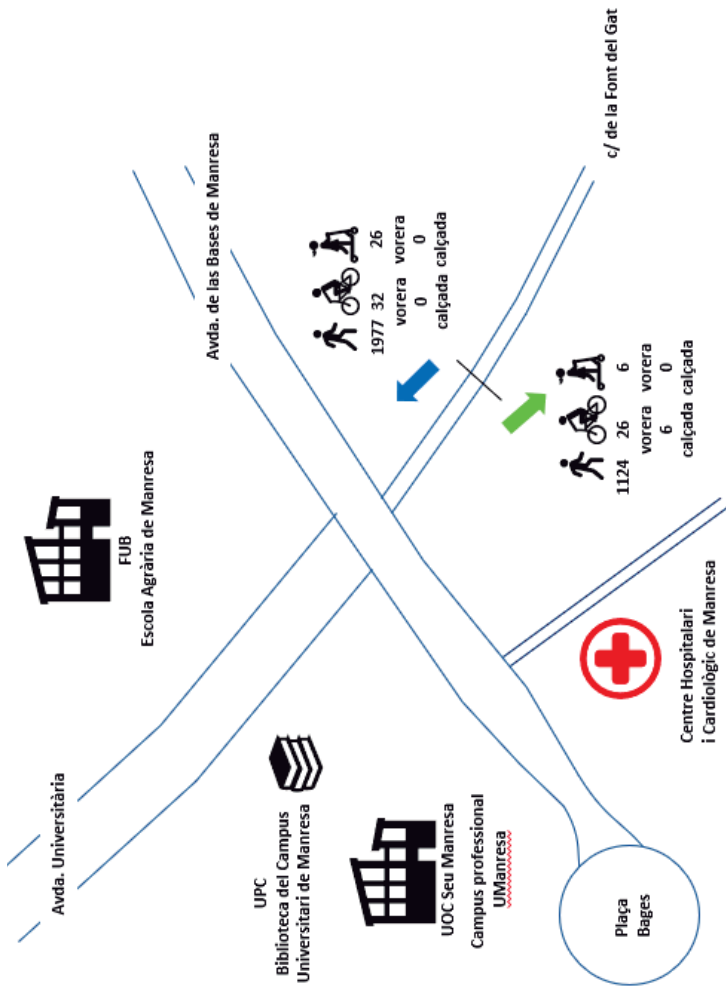 Avda. Universitària
FUB
Escola Agrària de Manresa
Avda. de las Bases de Manresa
UPC
Biblioteca del Campus
Universitari de Manresa
1977 32 26
vorera vorera
0 0
calçada calçada
UOC Seu Manresa
Campus professional
UManresa
c/ de la Font del Gat
1124 26 6
vorera vorera
6 0
calçada calçada
Plaça
Bages
Centre Hospitalari
i Cardiològic de Manresa